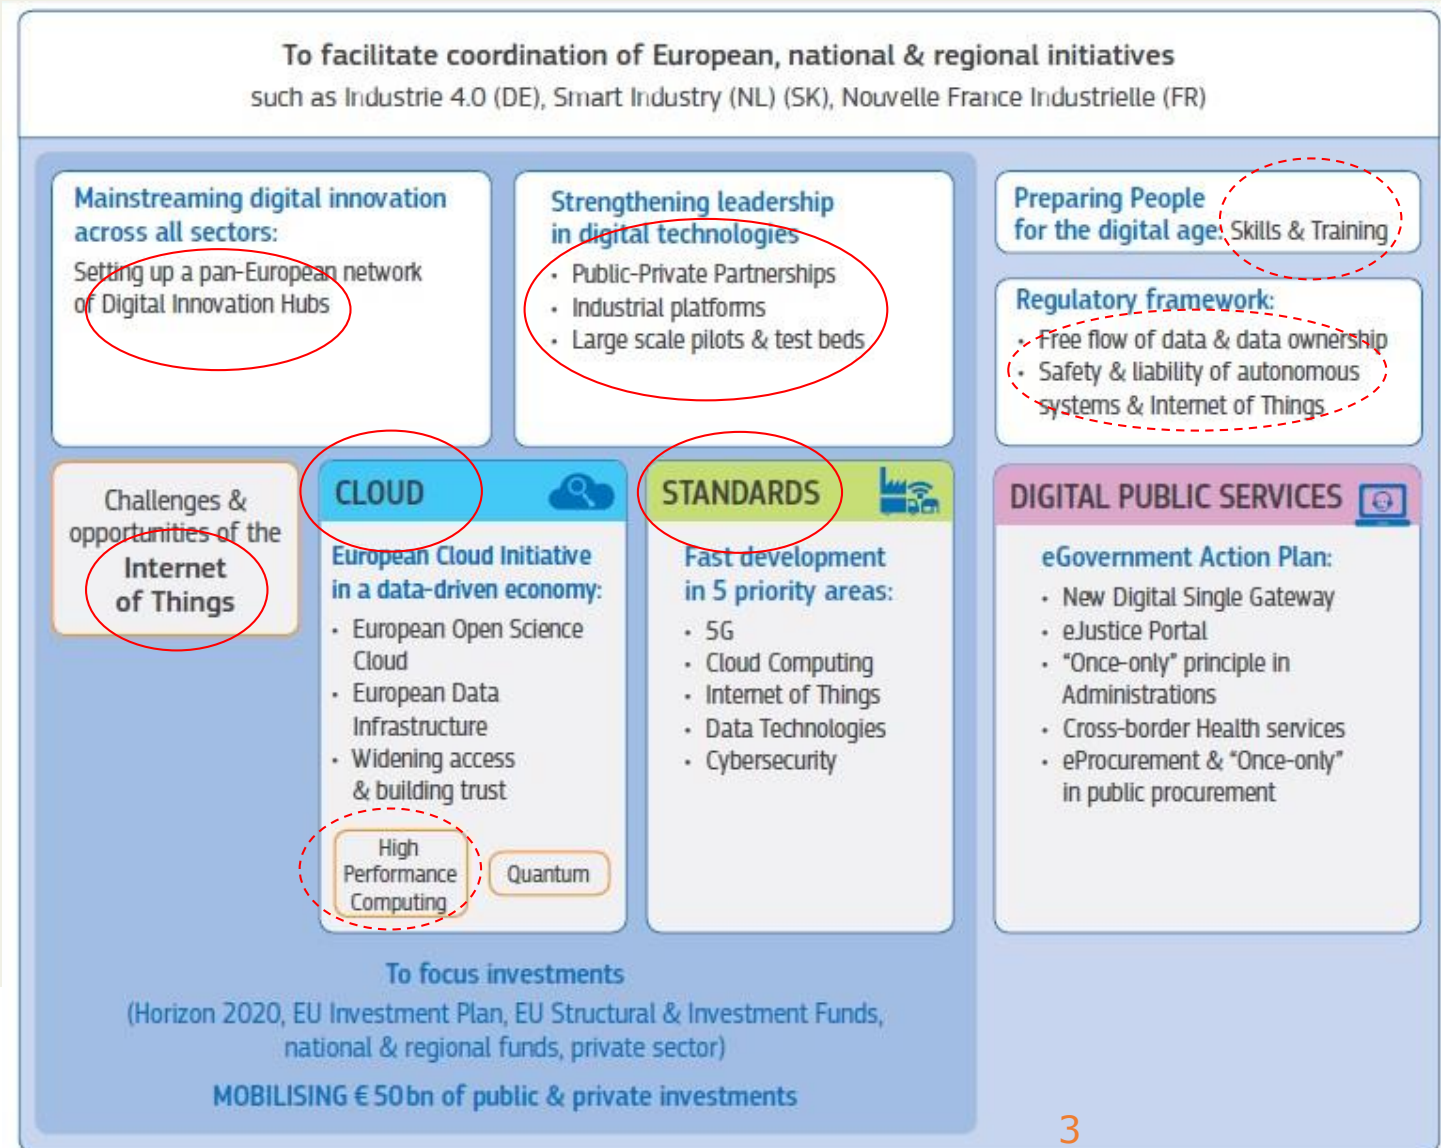 To facilitate coordination of European, national & regional initiatives
such as Industrie 4.0 (DE), Smart Industry (NL) (SK), Nouvelle France Industrielle (FR)
Mainstreaming digital innovation
across all sectors:
Setting up a pan-European network
of Digital Innovation Hubs
Strengthening leadership
in digital technologies
• Public-Private Partnerships
• Industrial platforms
• Large scale pilots & test beds
Preparing People
for the digital age: Skills & Training
Regulatory framework:
• Free flow of data & data ownership
• Safety & liability of autonomous
systems & Internet of Things
Challenges &
opportunities of the
Internet
of Things
CLOUD
European Cloud Initiative
in a data-driven economy:
• European Open Science
Cloud
• European Data
Infrastructure
• Widening access
& building trust
High
Performance
Computing
Quantum
STANDARDS
Fast development
in 5 priority areas:
• 5G
• Cloud Computing
• Internet of Things
• Data Technologies
• Cybersecurity
DIGITAL PUBLIC SERVICES
eGovernment Action Plan:
• New Digital Single Gateway
• eJustice Portal
• "Once-only" principle in
Administrations
• Cross-border Health services
• eProcurement & "Once-only"
in public procurement
To focus investments
(Horizon 2020, EU Investment Plan, EU Structural & Investment Funds,
national & regional funds, private sector)
MOBILISING € 50 bn of public & private investments
3